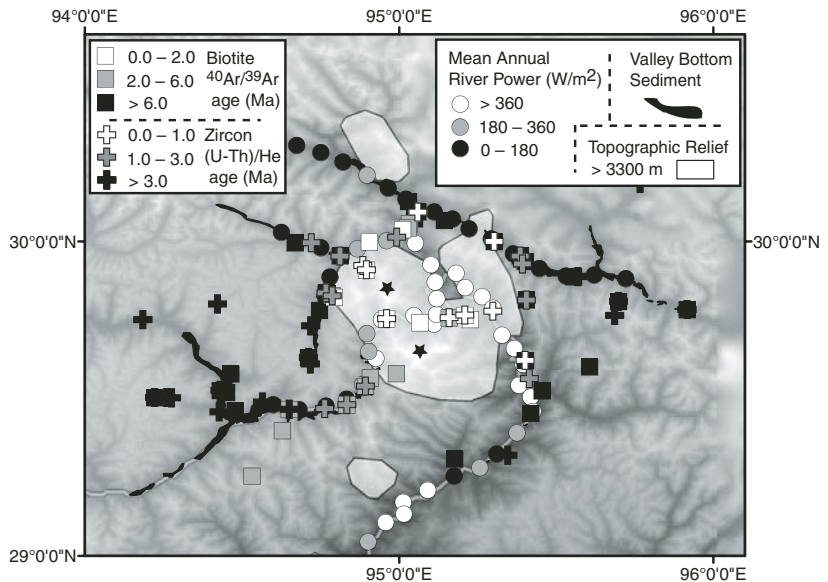 94°0'0"E 95°0'0"E 96°0'0"E
0.0 – 2.0 Biotite
2.0 – 6.0 ⁴⁰Ar/³⁹Ar
> 6.0 age (Ma)
0.0 – 1.0 Zircon
1.0 – 3.0 (U-Th)/He
> 3.0 age (Ma)
Mean Annual
River Power (W/m²)
> 360
180 – 360
0 – 180
Valley Bottom
Sediment
Topographic Relief
> 3300 m
30°0'0"N 30°0'0"N
29°0'0"N
95°0'0"E 96°0'0"E